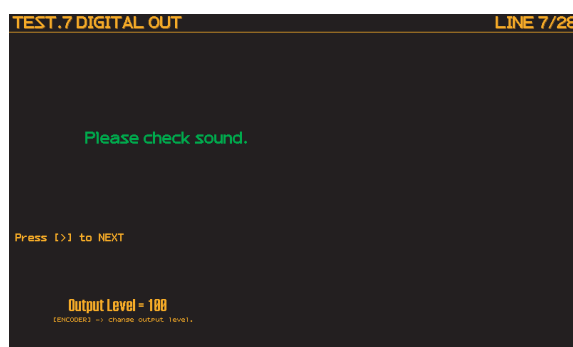 TEST.7 DIGITAL OUT LINE 7/28
Please check sound.
Press [>] to NEXT
Output Level = 100
[ENCODER] -> change output level.